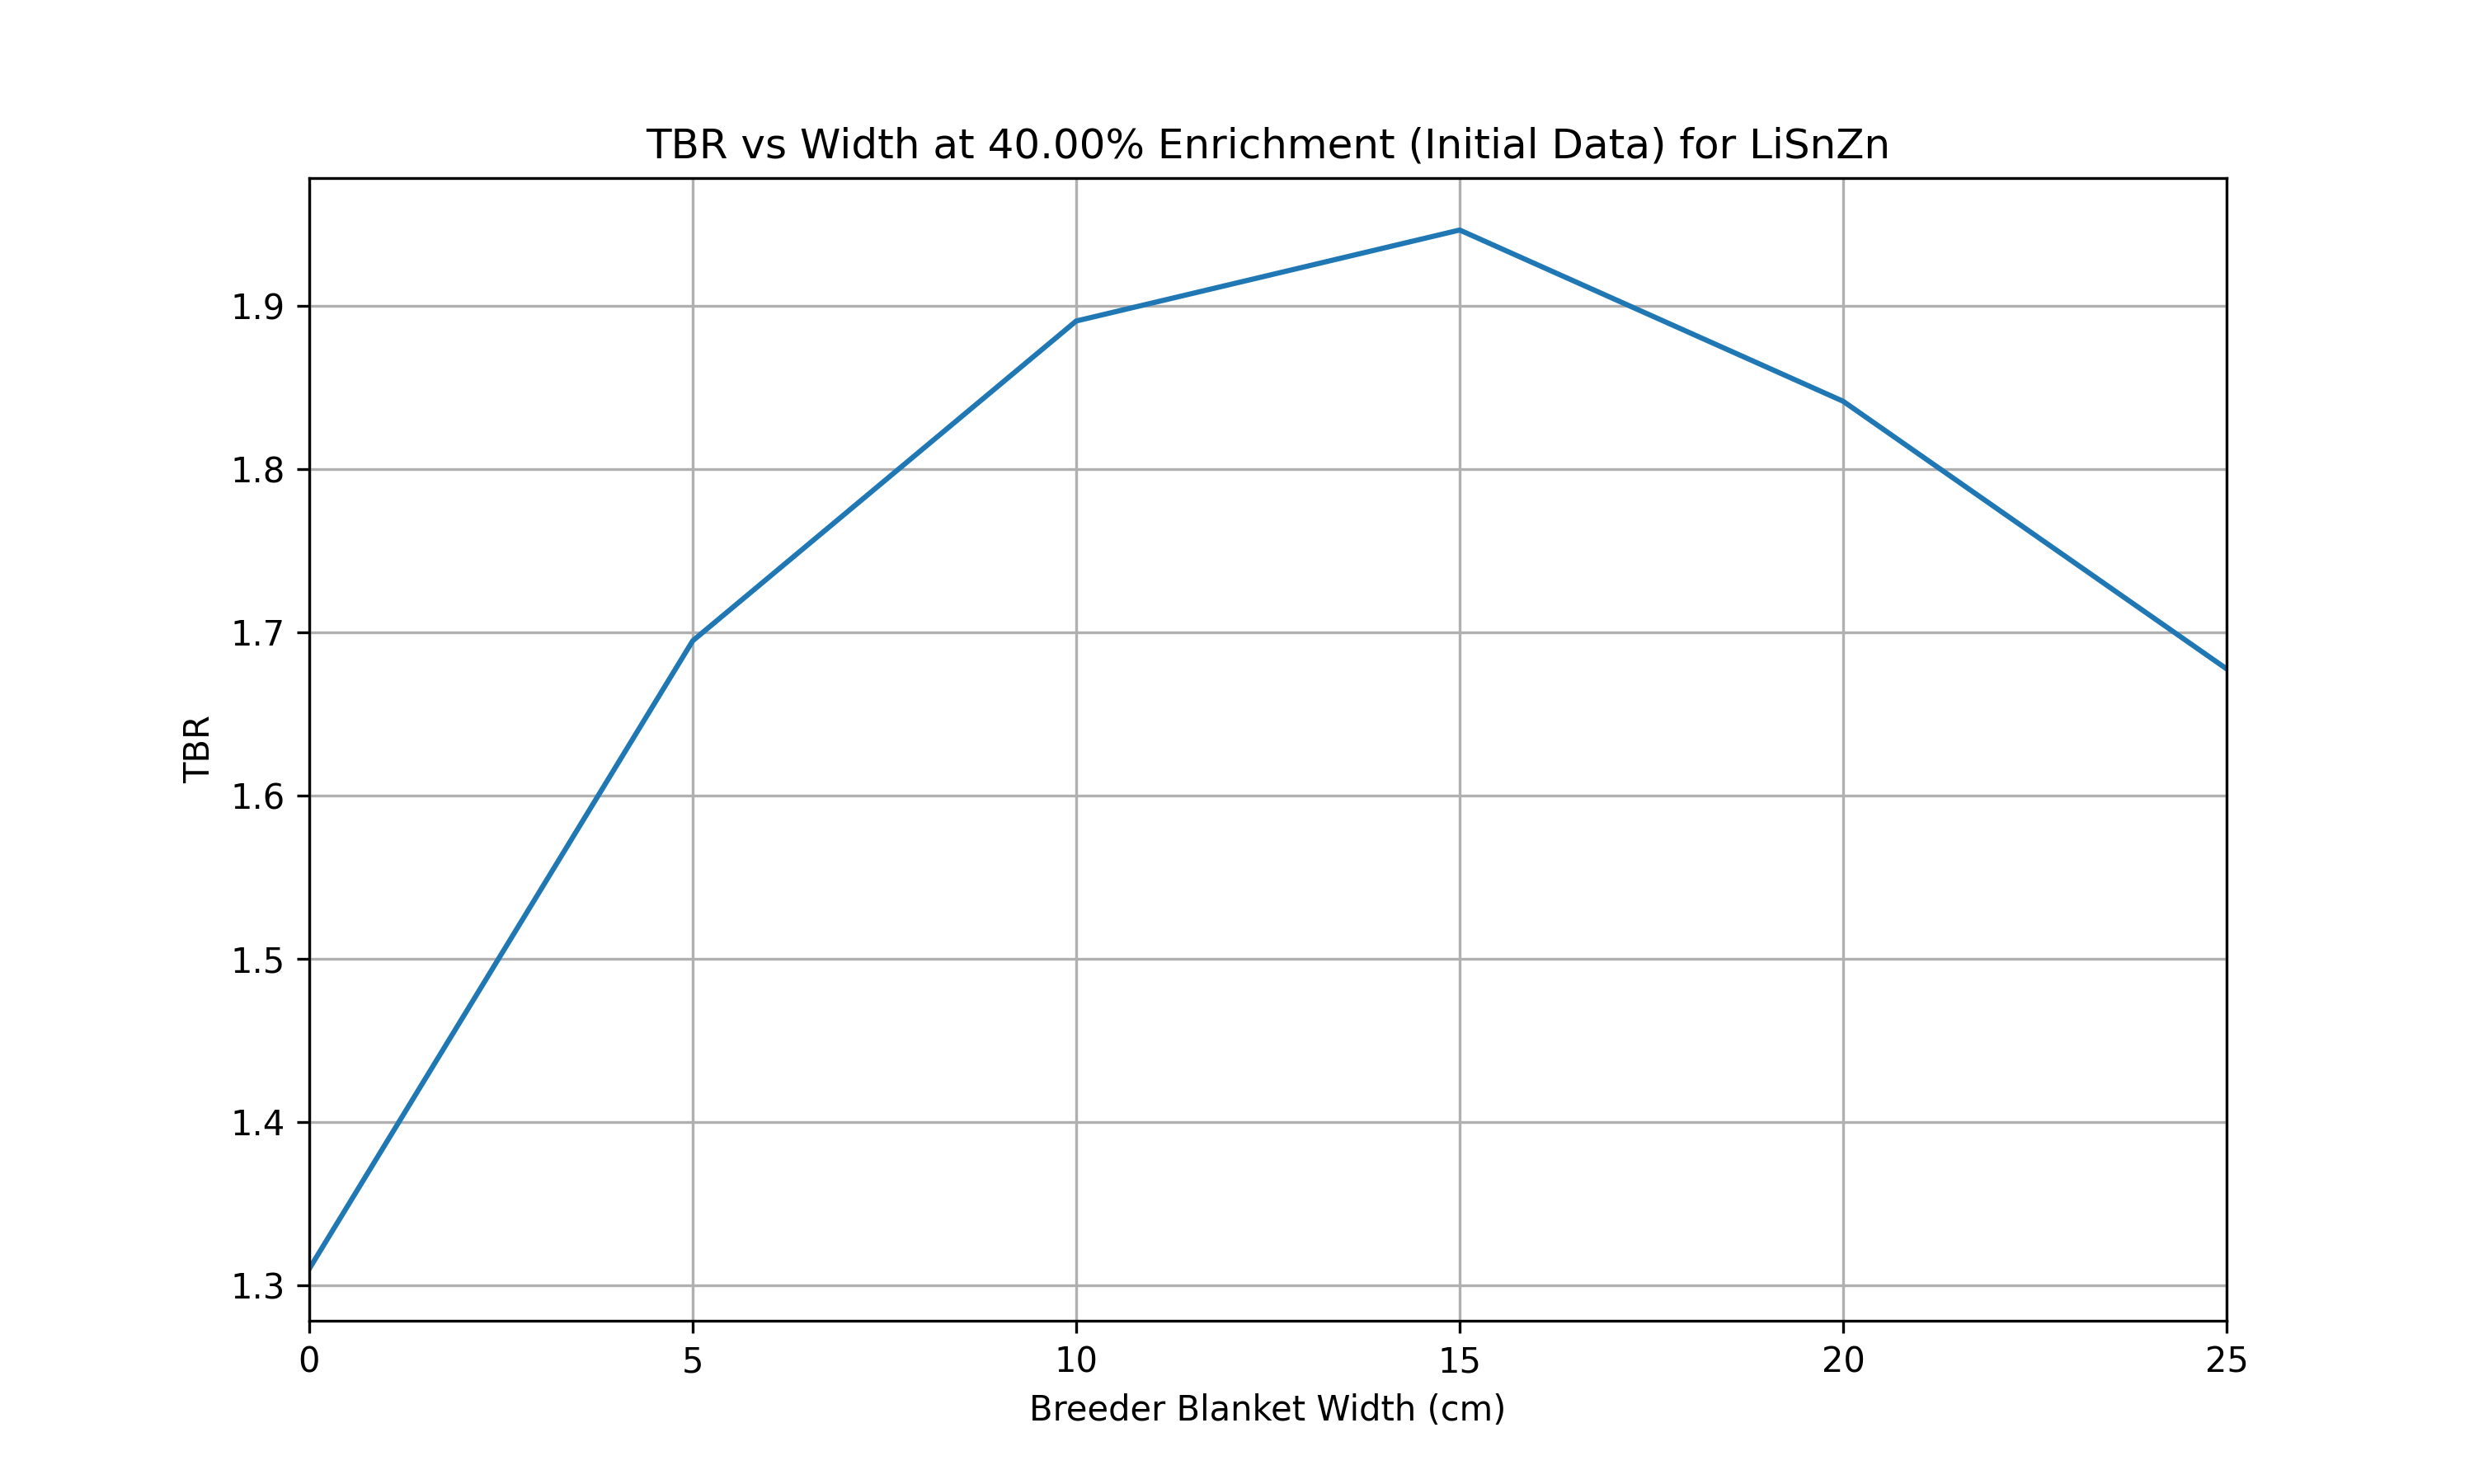 TBR vs Width at 40.00% Enrichment (Initial Data) for LiSnZn
TBR
1.9
1.8
1.7
1.6
1.5
1.4
1.3
0 5 10 15 20 25
Breeder Blanket Width (cm)